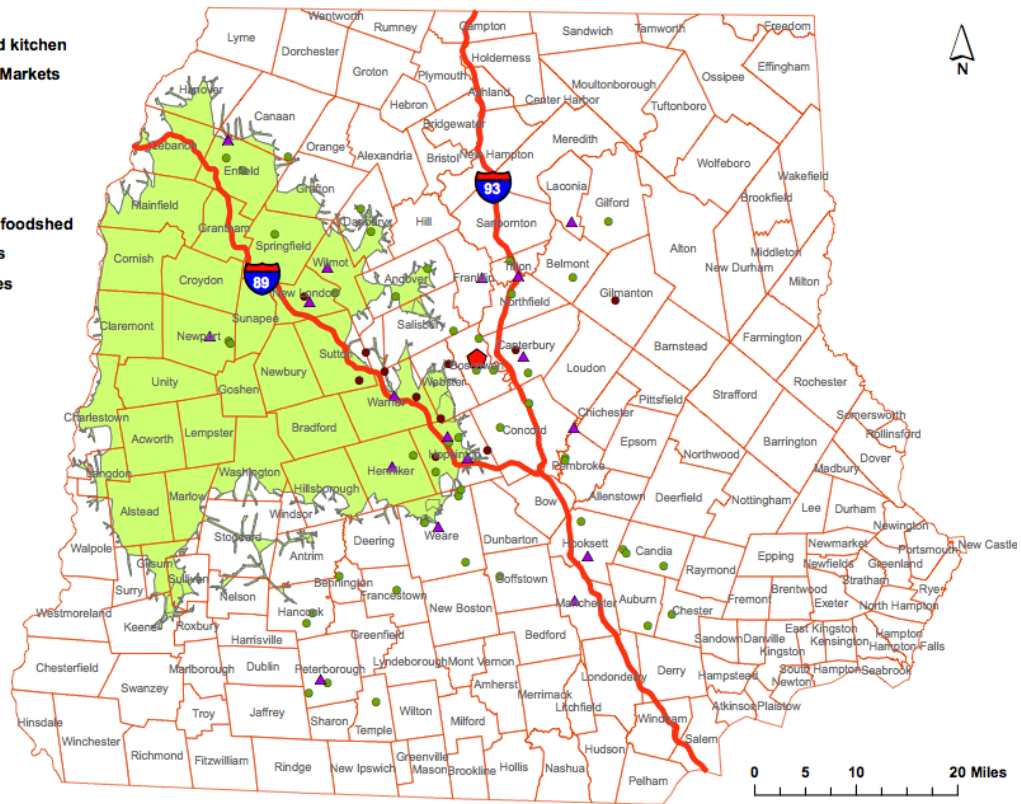 d kitchen
Markets
foodshed
s
es
N
Wentworth
Rumney
Campton
Sandwich
Tamworth
Freedom
Lyme
Dorchester
Holderness
Groton
Plymouth
Ossipee
Effingham
Moultonborough
Ashland
Center Harbor
Tuftonboro
Hanover
Hebron
Canaan
Bridgewater
Meredith
Lebanon
Orange
Alexandria
Bristol
New Hampton
Wolfeboro
Wakefield
Enfield
Grafton
93
Laconia
Gilford
Brookfield
Plainfield
Danbury
Hill
Sanbornton
Grantham
Springfield
Alton
Middleton
Cornish
Wilmot
Tilton
Belmont
New Durham
Croydon
89
Andover
Franklin
Milton
New London
Northfield
Gilmanton
Claremont
Sunapee
Salisbury
Newport
Canterbury
Barnstead
Farmington
Sutton
Boscawen
Loudon
Unity
Goshen
Newbury
Webster
Rochester
Strafford
Warner
Pittsfield
Charlestown
Chichester
Somersworth
Acworth
Lempster
Bradford
Concord
Epsom
Barrington
Rollinsford
Hopkinton
Northwood
Dover
Langdon
Washington
Henniker
Pembroke
Madbury
Marlow
Hillsborough
Bow
Allenstown
Deerfield
Nottingham
Lee
Durham
Alstead
Windsor
Newington
Walpole
Stoddard
Deering
Weare
Dunbarton
Hooksett
Candia
Newmarket
Portsmouth
New Castle
Antrim
Epping
Gilsum
Newfields
Greenland
Sullivan
Bennington
Goffstown
Raymond
Stratham
Surry
Nelson
Francestown
Manchester
Auburn
Fremont
Brentwood
Exeter
Rye
Westmoreland
Hancock
New Boston
Chester
North Hampton
Keene
Roxbury
Greenfield
Bedford
Sandown
Danville
East Kingston
Hampton
Harrisville
Kingston
Kensington
Hampton Falls
Chesterfield
Marlborough
Dublin
Peterborough
Lyndeborough
Mont Vernon
Londonderry
Derry
Hampstead
South Hampton
Seabrook
Swanzey
Amherst
Newton
Merrimack
Litchfield
Atkinson
Plaistow
Hinsdale
Troy
Jaffrey
Sharon
Temple
Wilton
Milford
Windham
Salem
Winchester
Richmond
Fitzwilliam
Rindge
New Ipswich
Greenville
Mason
Brookline
Hollis
Nashua
Hudson
Pelham
0 5 10 20 Miles